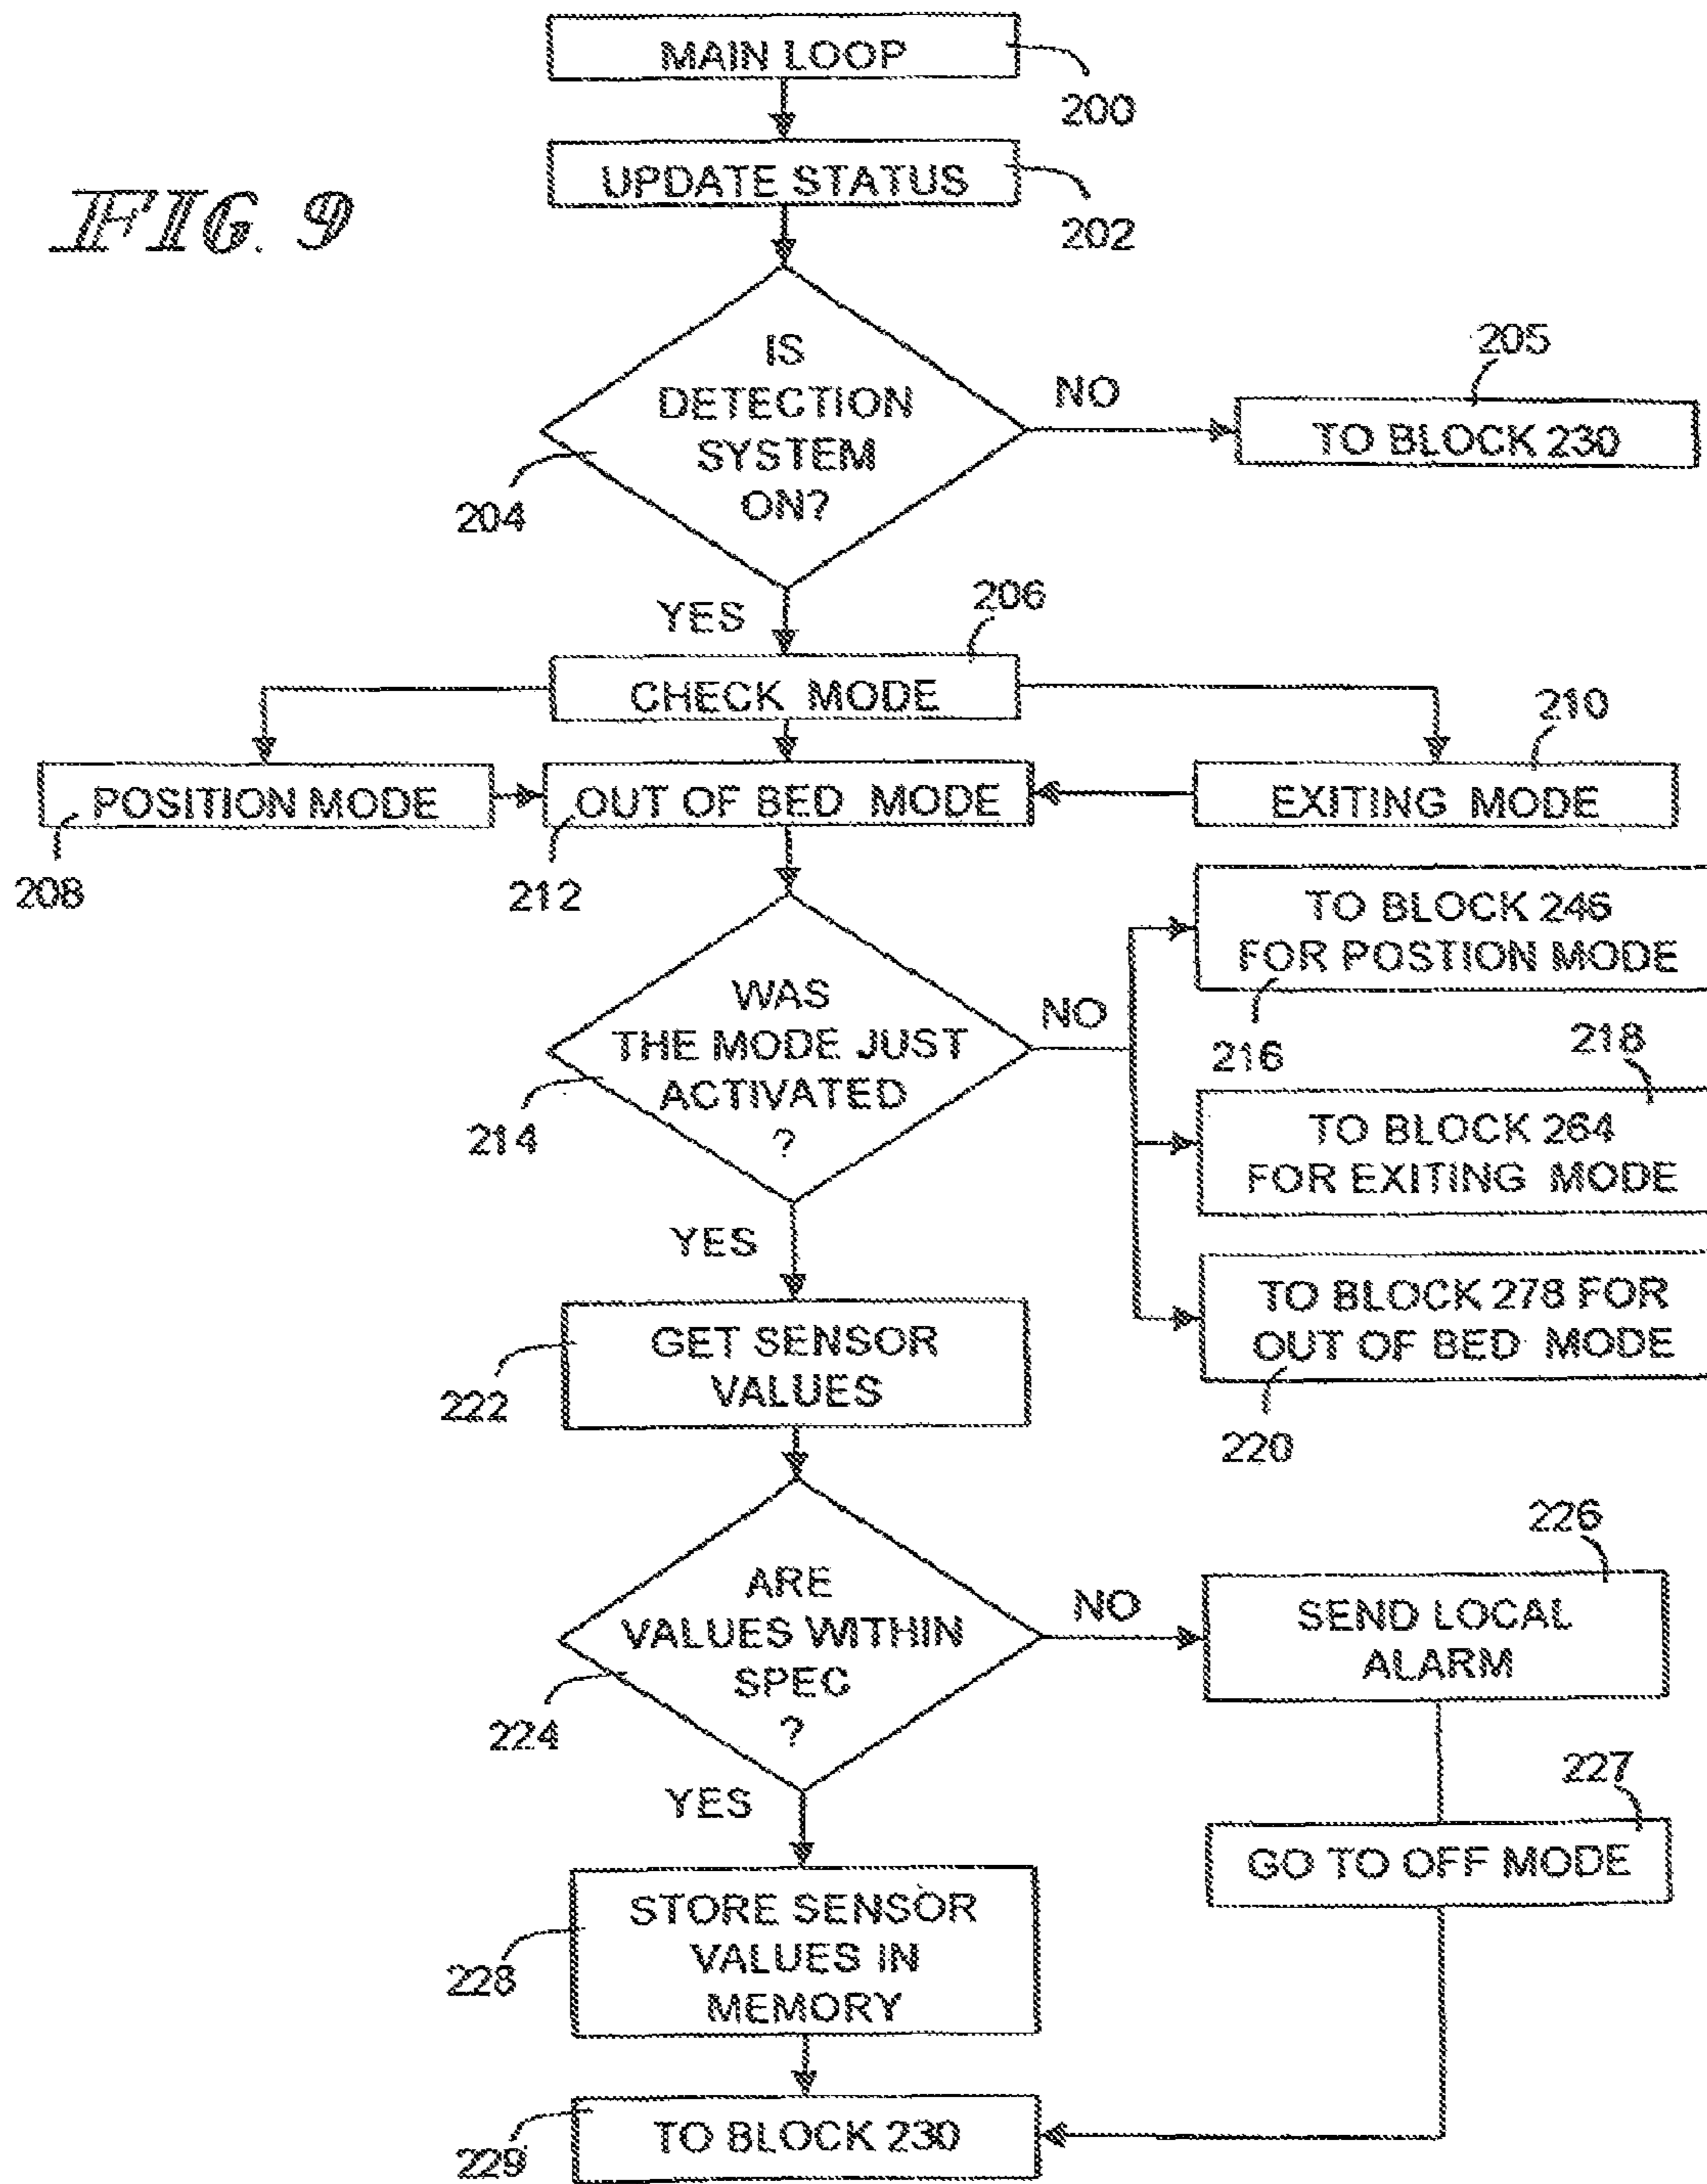 FIG. 9
MAIN LOOP
200
UPDATE STATUS
202
IS
DETECTION
SYSTEM
ON?
204
NO
205
TO BLOCK 230
YES
206
CHECK MODE
210
POSITION MODE
OUT OF BED MODE
EXITING MODE
208
212
TO BLOCK 246
FOR POSTION MODE
216
WAS
THE MODE JUST
ACTIVATED
?
214
NO
218
TO BLOCK 264
FOR EXITING MODE
YES
TO BLOCK 278 FOR
OUT OF BED MODE
220
GET SENSOR
VALUES
222
ARE
VALUES WITHIN
SPEC
?
224
NO
226
SEND LOCAL
ALARM
YES
227
GO TO OFF MODE
STORE SENSOR
VALUES IN
MEMORY
228
TO BLOCK 230
229